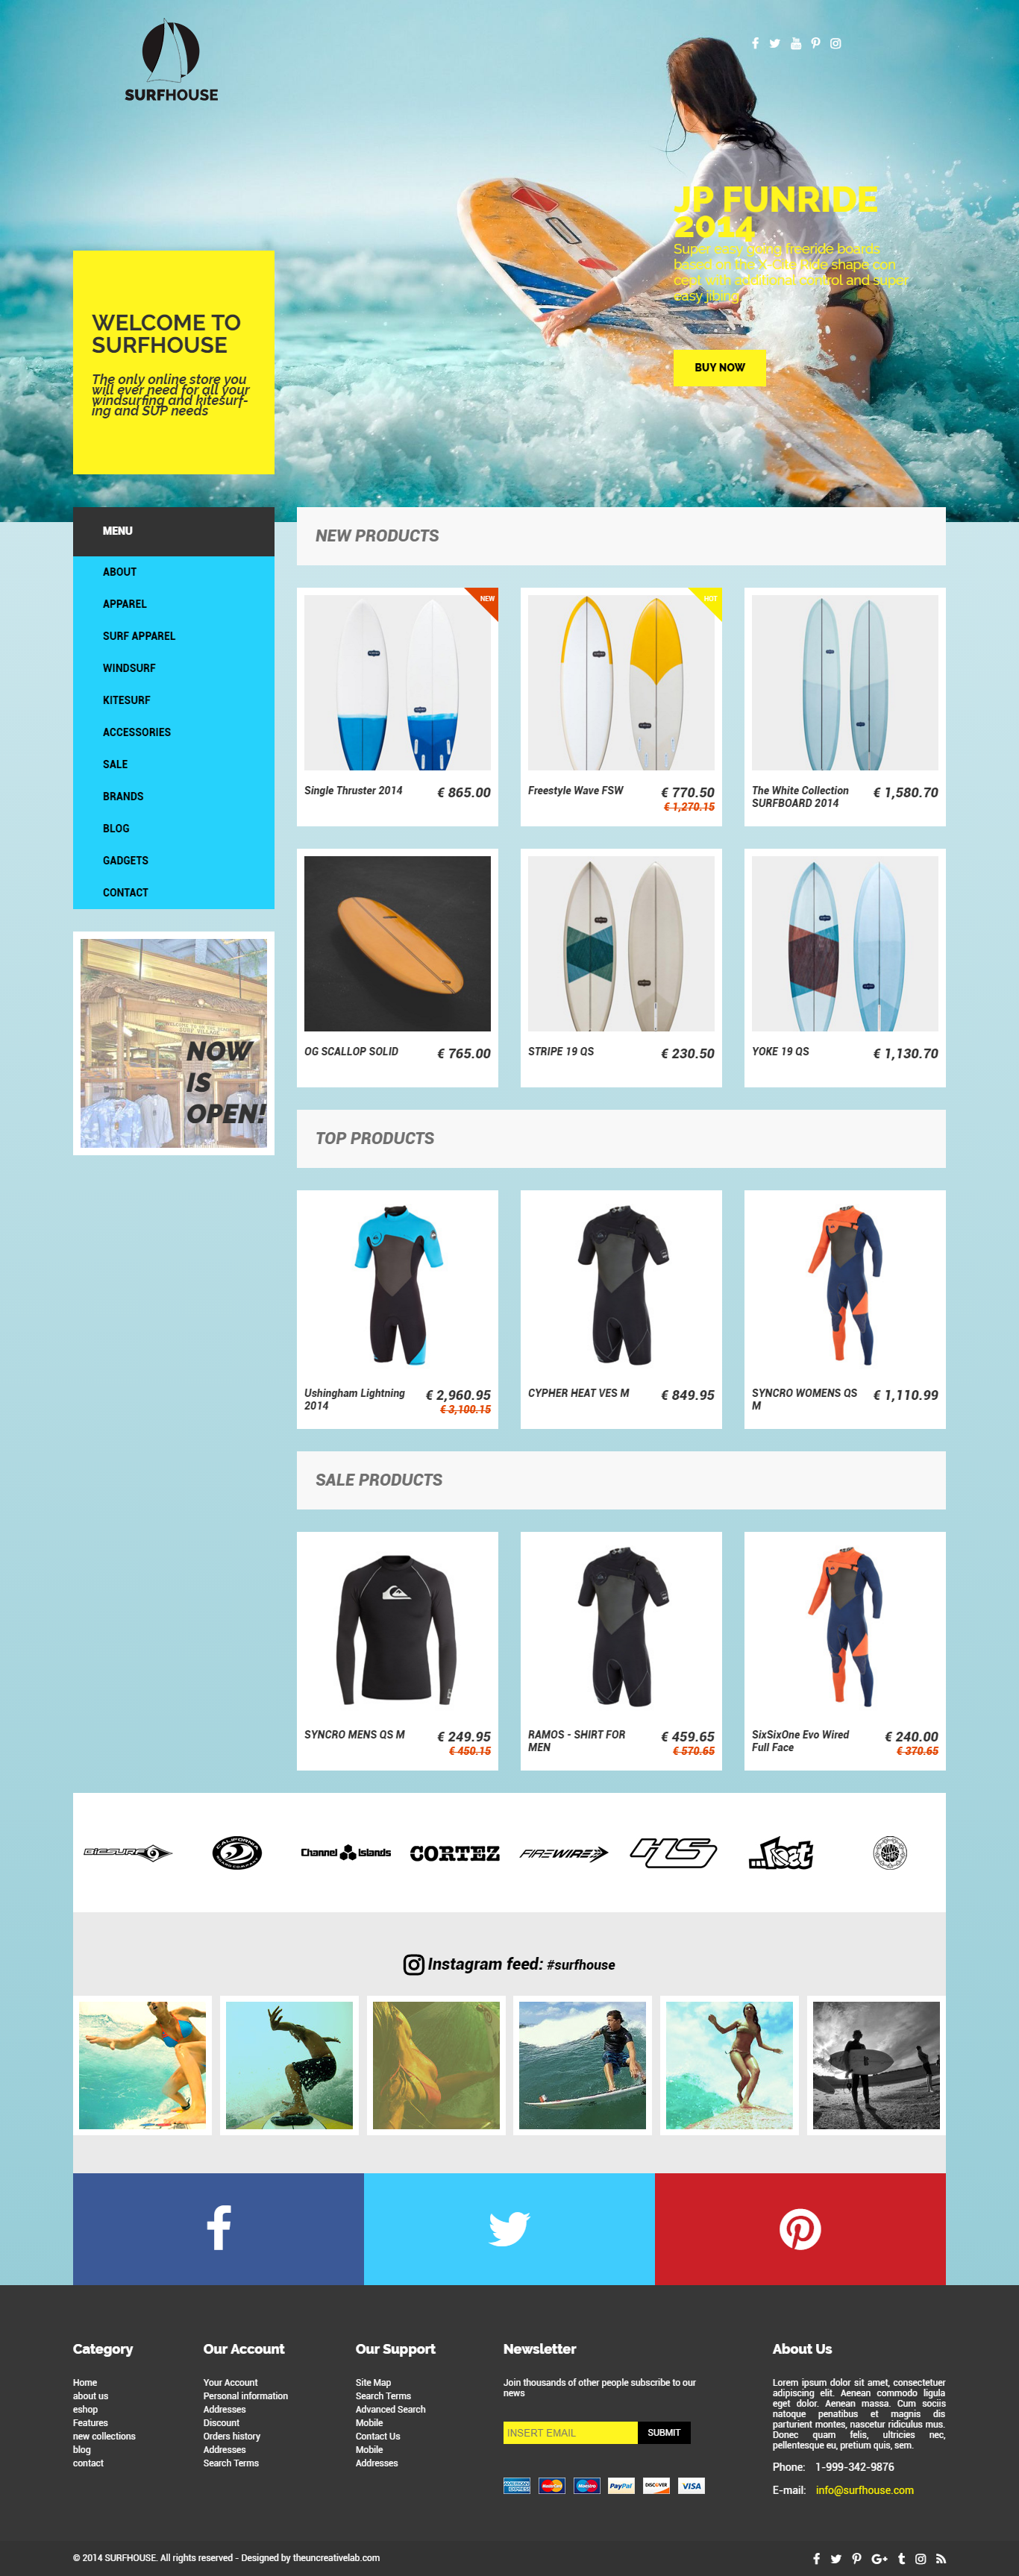 SURFHOUSE
JP FUNRIDE
2014
Super easy going freeride boards
based on the X-Cite Ride shape con
cept with additional control and super
easy jibing.
BUY NOW
WELCOME TO
SURFHOUSE
The only online store you
will ever need for all your
windsurfing and kitesurf-
ing and SUP needs
MENU
ABOUT
APPAREL
SURF APPAREL
WINDSURF
KITESURF
ACCESSORIES
SALE
BRANDS
BLOG
GADGETS
CONTACT
NOW
IS
OPEN!
NEW PRODUCTS
NEW
Single Thruster 2014
€ 865.00
HOT
Freestyle Wave FSW
€ 770.50
€ 1,270.15
The White Collection
SURFBOARD 2014
€ 1,580.70
OG SCALLOP SOLID
€ 765.00
STRIPE 19 QS
€ 230.50
YOKE 19 QS
€ 1,130.70
TOP PRODUCTS
Ushingham Lightning
2014
€ 2,960.95
€ 3,100.15
CYPHER HEAT VES M
€ 849.95
SYNCRO WOMENS QS
M
€ 1,110.99
SALE PRODUCTS
SYNCRO MENS QS M
€ 249.95
€ 450.15
RAMOS - SHIRT FOR
MEN
€ 459.65
€ 570.65
SixSixOne Evo Wired
Full Face
€ 240.00
€ 370.65
BICSURF
CALIFORNIA
Channel Islands
CORTEZ
FIREWIRE
HS
...lost
Instagram feed: #surfhouse
Category
Home
about us
eshop
Features
new collections
blog
contact
Our Account
Your Account
Personal information
Addresses
Discount
Orders history
Addresses
Search Terms
Our Support
Site Map
Search Terms
Advanced Search
Mobile
Contact Us
Mobile
Addresses
Newsletter
Join thousands of other people subscribe to our
news
INSERT EMAIL
SUBMIT
AMERICAN EXPRESS
MasterCard
Maestro
PayPal
DISCOVER
VISA
About Us
Lorem ipsum dolor sit amet, consectetuer
adipiscing elit. Aenean commodo ligula
eget dolor. Aenean massa. Cum sociis
natoque penatibus et magnis dis
parturient montes, nascetur ridiculus mus.
Donec quam felis, ultricies nec,
pellentesque eu, pretium quis, sem.
Phone: 1-999-342-9876
E-mail: info@surfhouse.com
© 2014 SURFHOUSE. All rights reserved - Designed by theuncreativelab.com